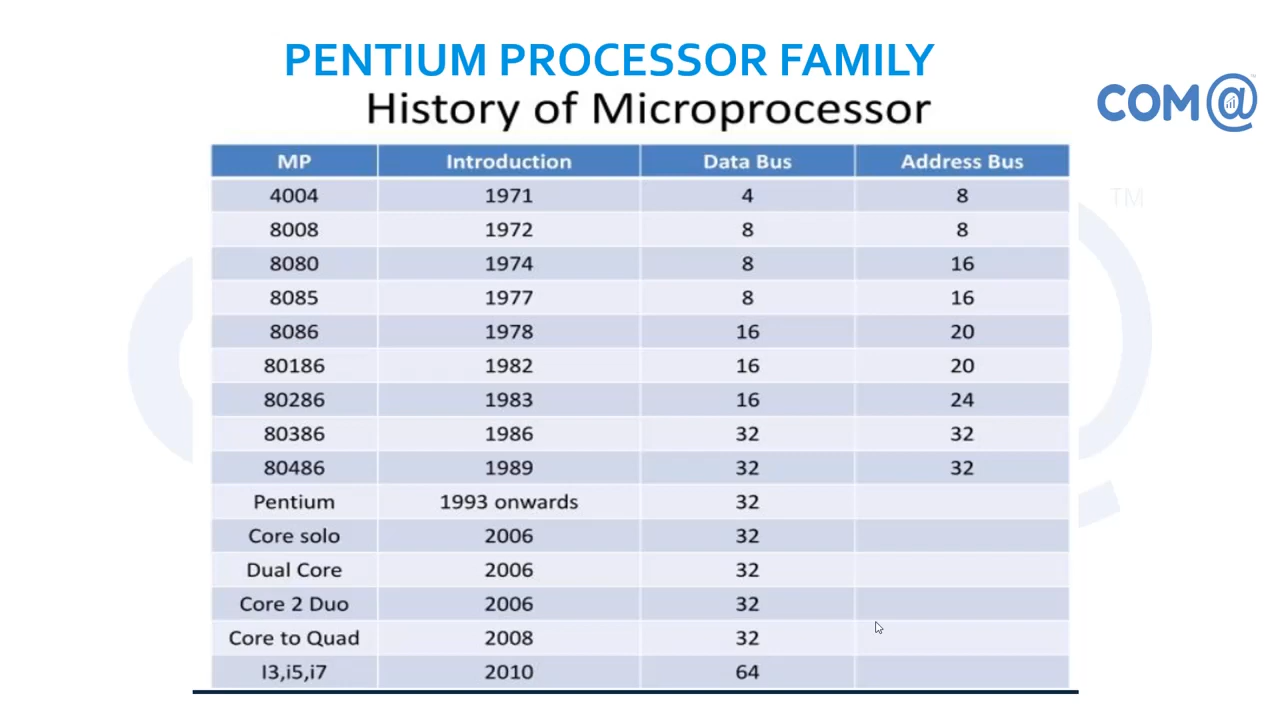 PENTIUM PROCESSOR FAMILY
History of Microprocessor
COM@
TM
MP Introduction Data Bus Address Bus
4004 1971 4 8
8008 1972 8 8
8080 1974 8 16
8085 1977 8 16
8086 1978 16 20
80186 1982 16 20
80286 1983 16 24
80386 1986 32 32
80486 1989 32 32
Pentium 1993 onwards 32
Core solo 2006 32
Dual Core 2006 32
Core 2 Duo 2006 32
Core to Quad 2008 32
I3,i5,i7 2010 64